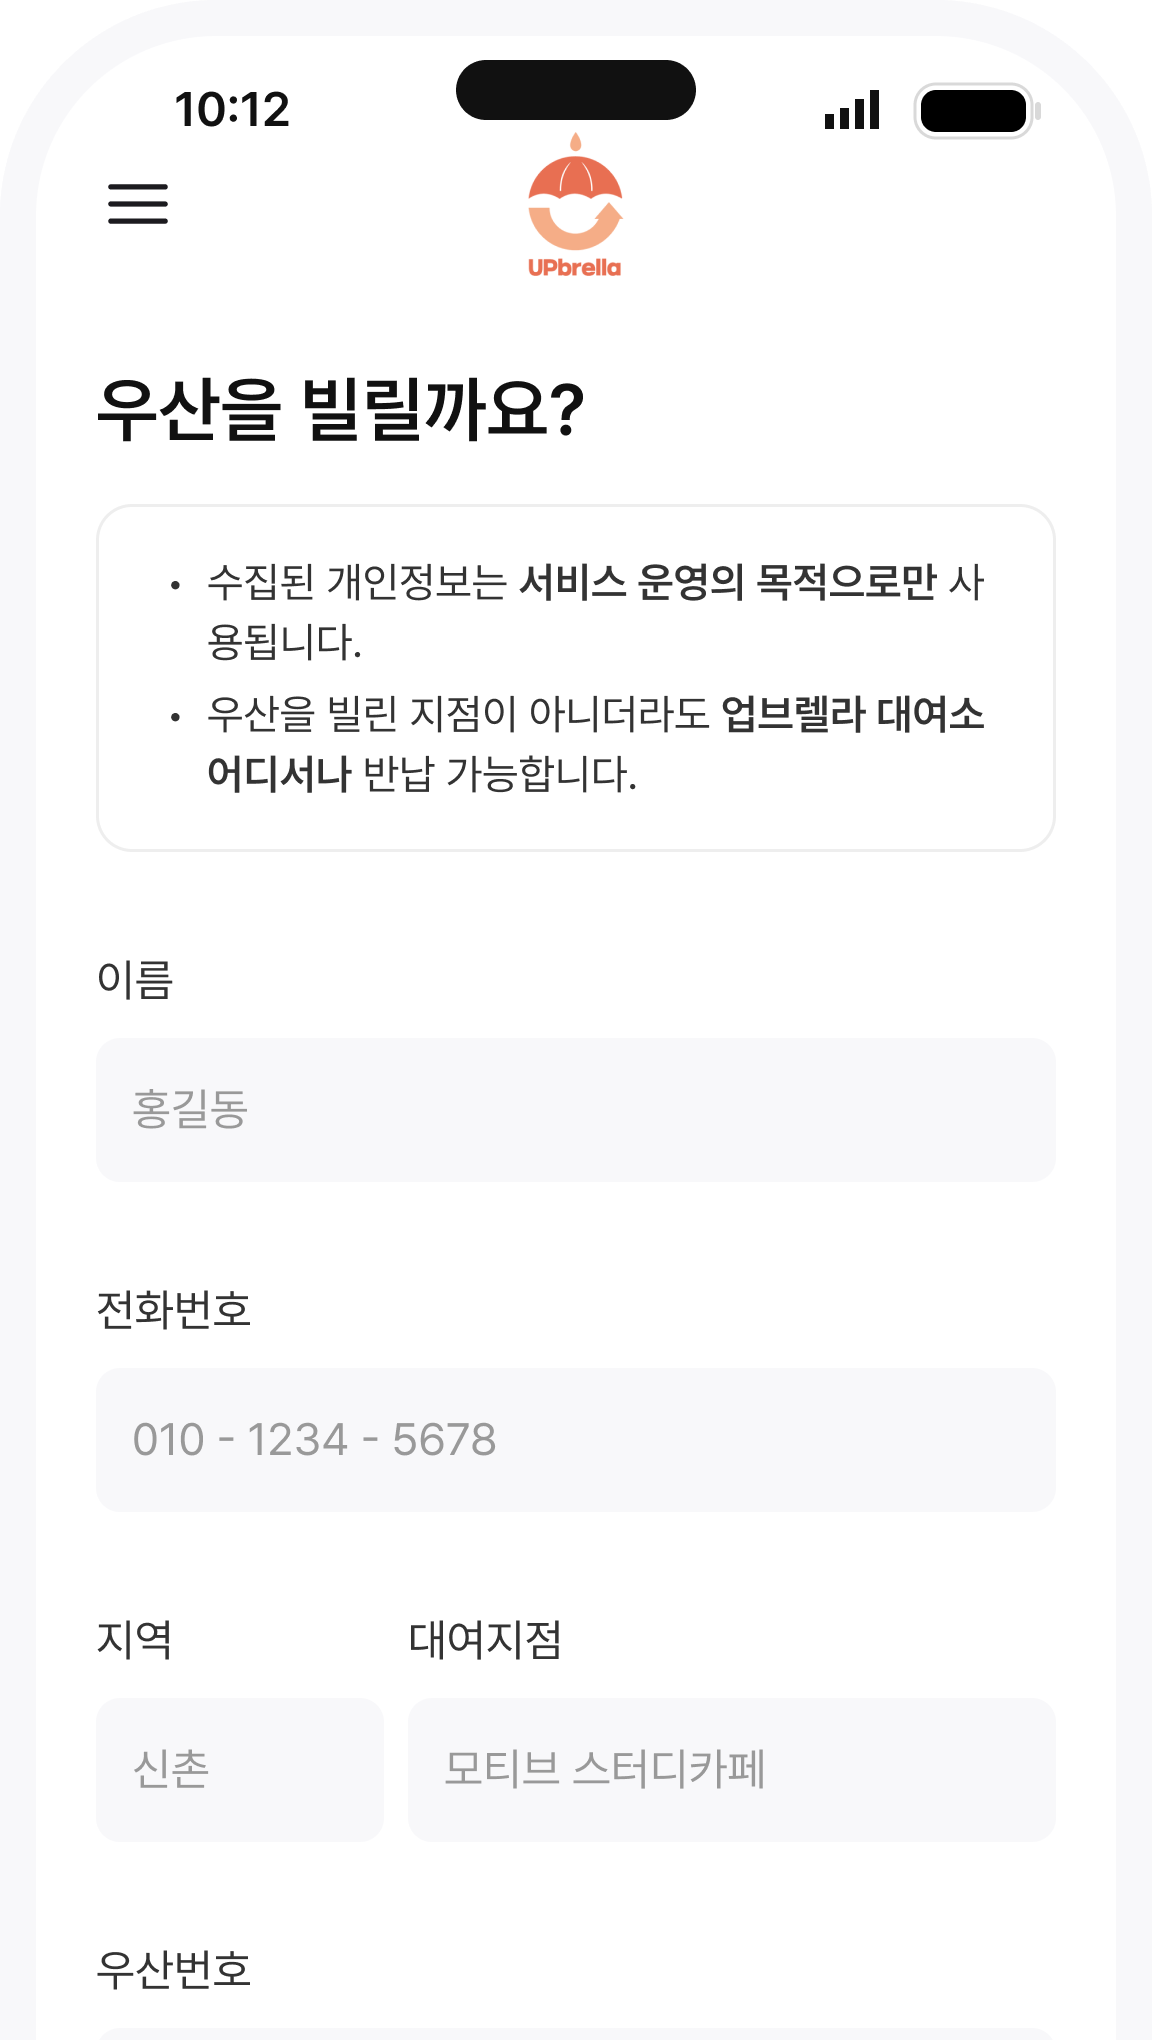 10:12
UPbrella
우산을 빌릴까요?
• 수집된 개인정보는 서비스 운영의 목적으로만 사
용됩니다.
• 우산을 빌린 지점이 아니더라도 업브렐라 대여소
어디서나 반납 가능합니다.
이름
홍길동
전화번호
010 - 1234 - 5678
지역 대여지점
신촌 모티브 스터디카페
우산번호